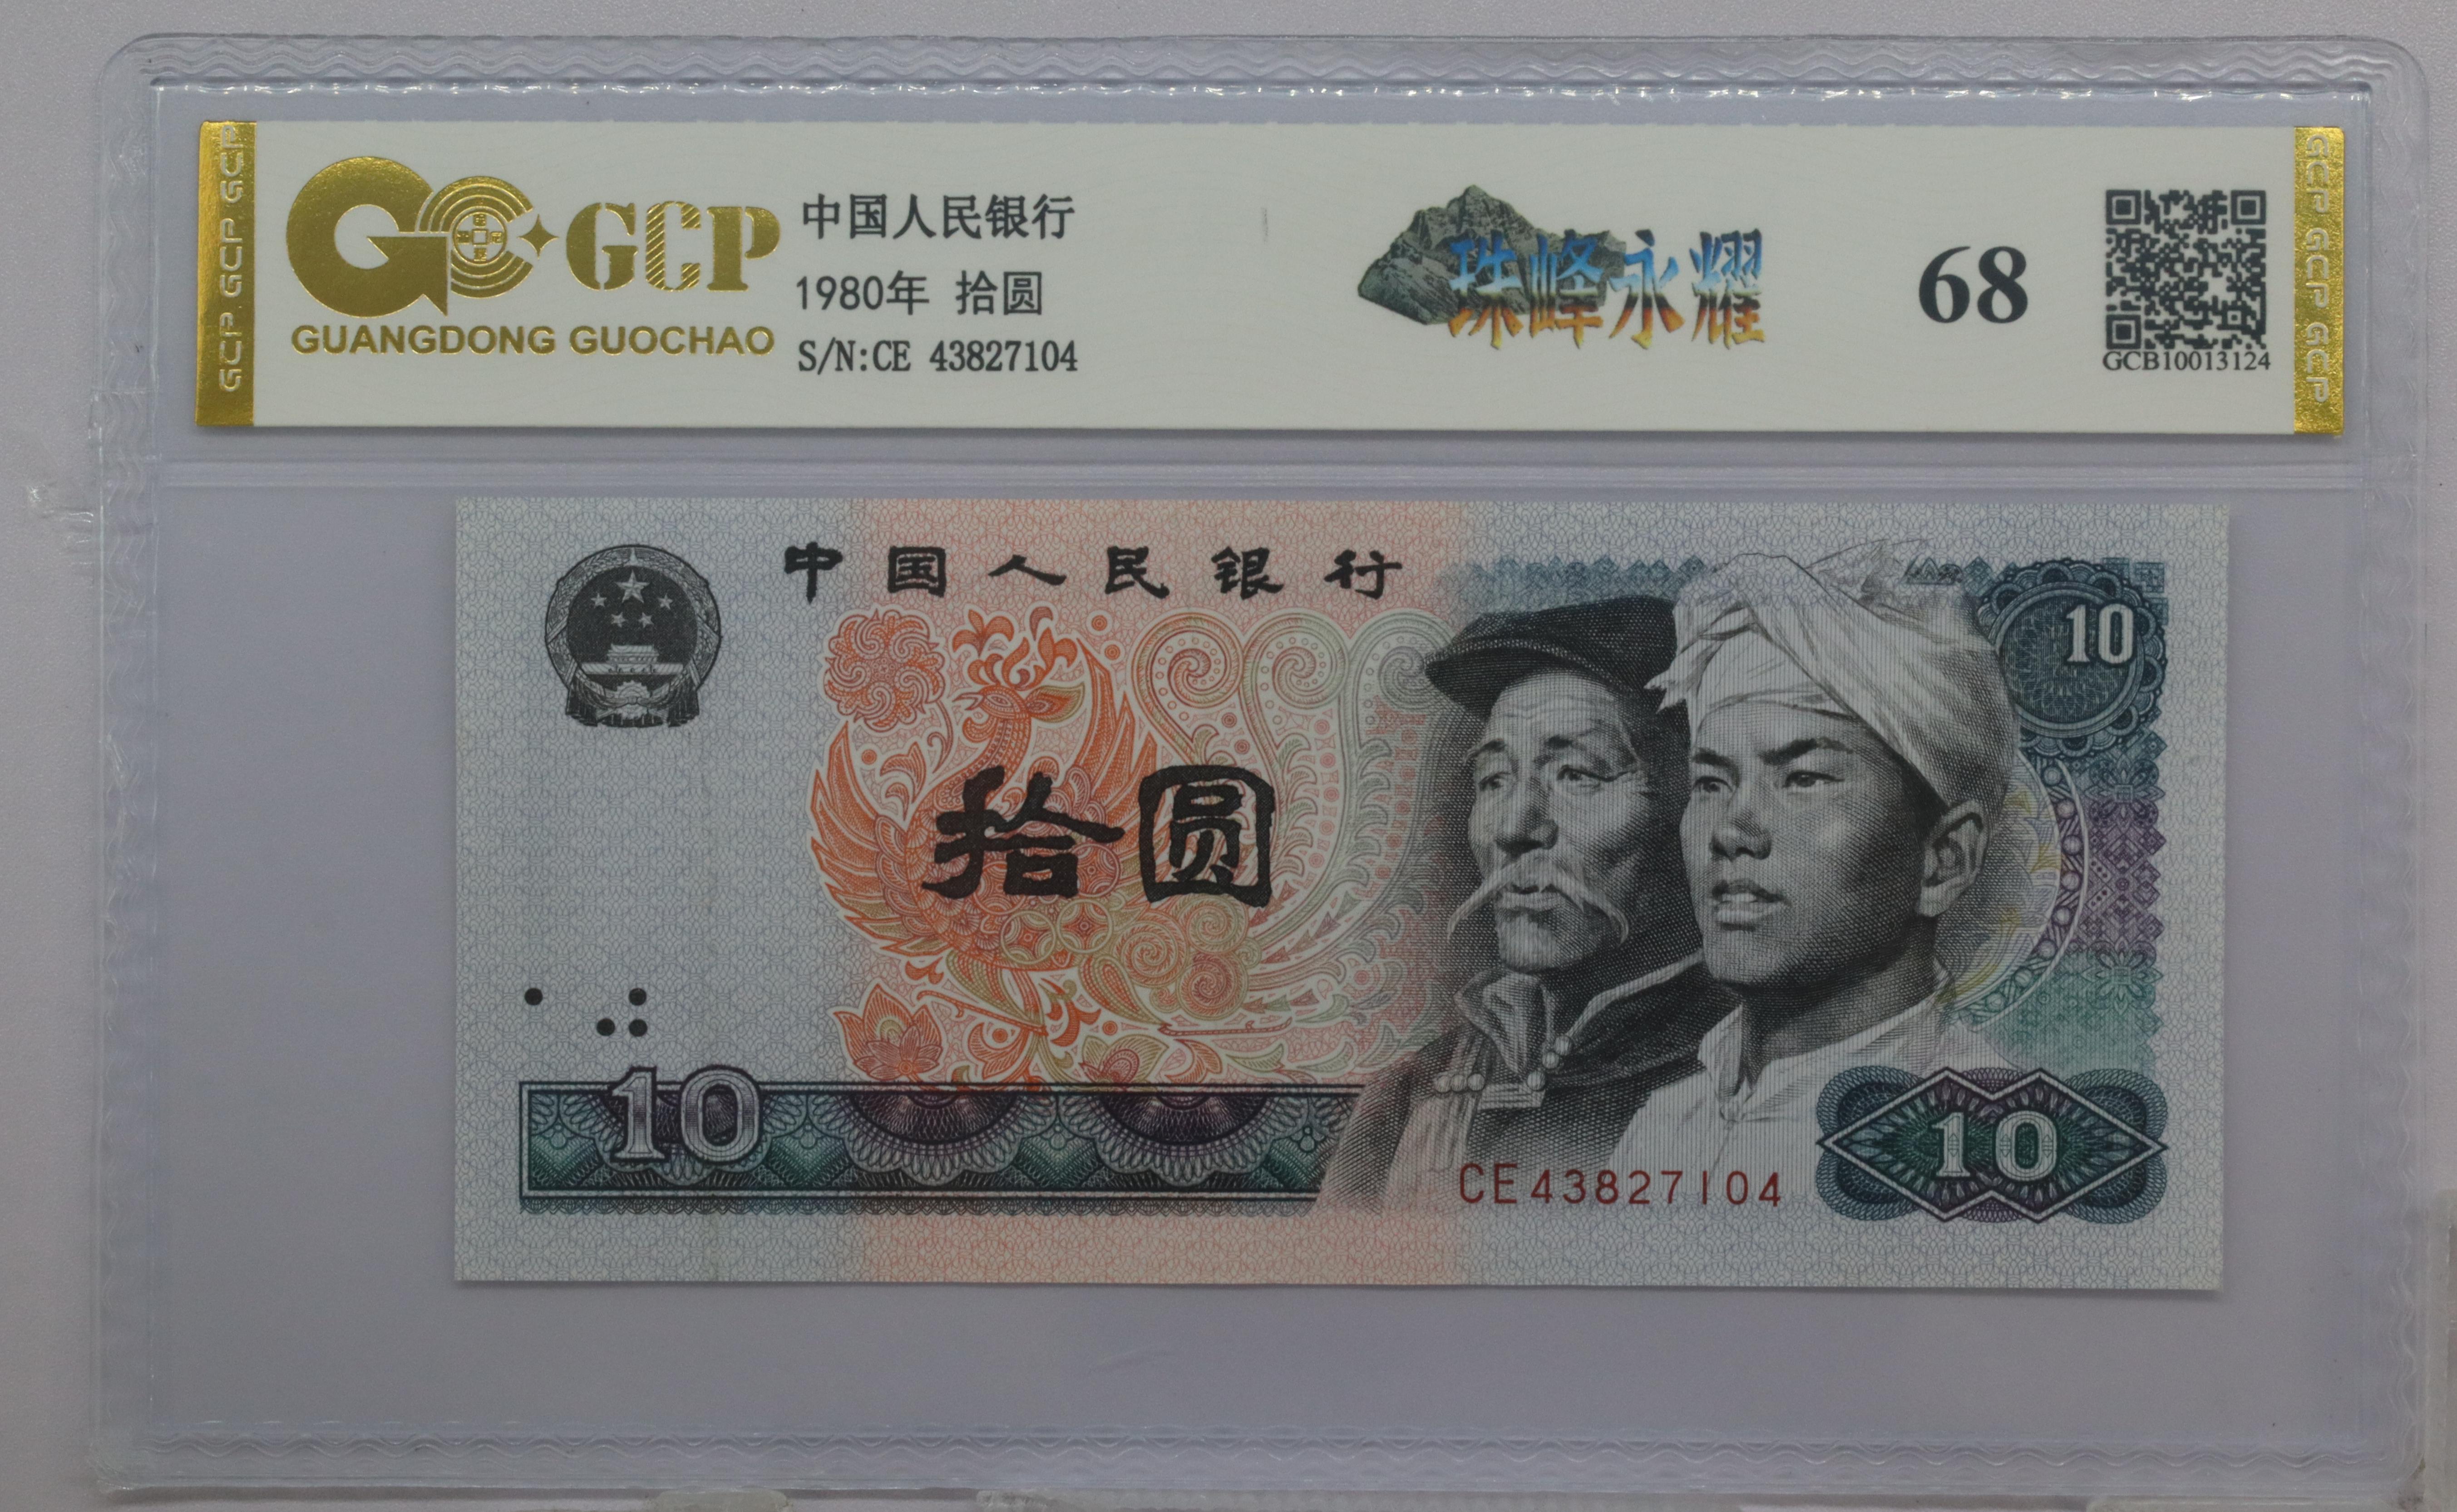 GCP
GUANGDONG GUOCHAO
中国人民银行
1980年 拾圆
S/N:CE 43827104
珠峰永耀
68
GCB10013124
GCP GCP GCP GCP
GCP GCP GCP GCP
中国人民银行
10
拾圆
10
CE43827104
10